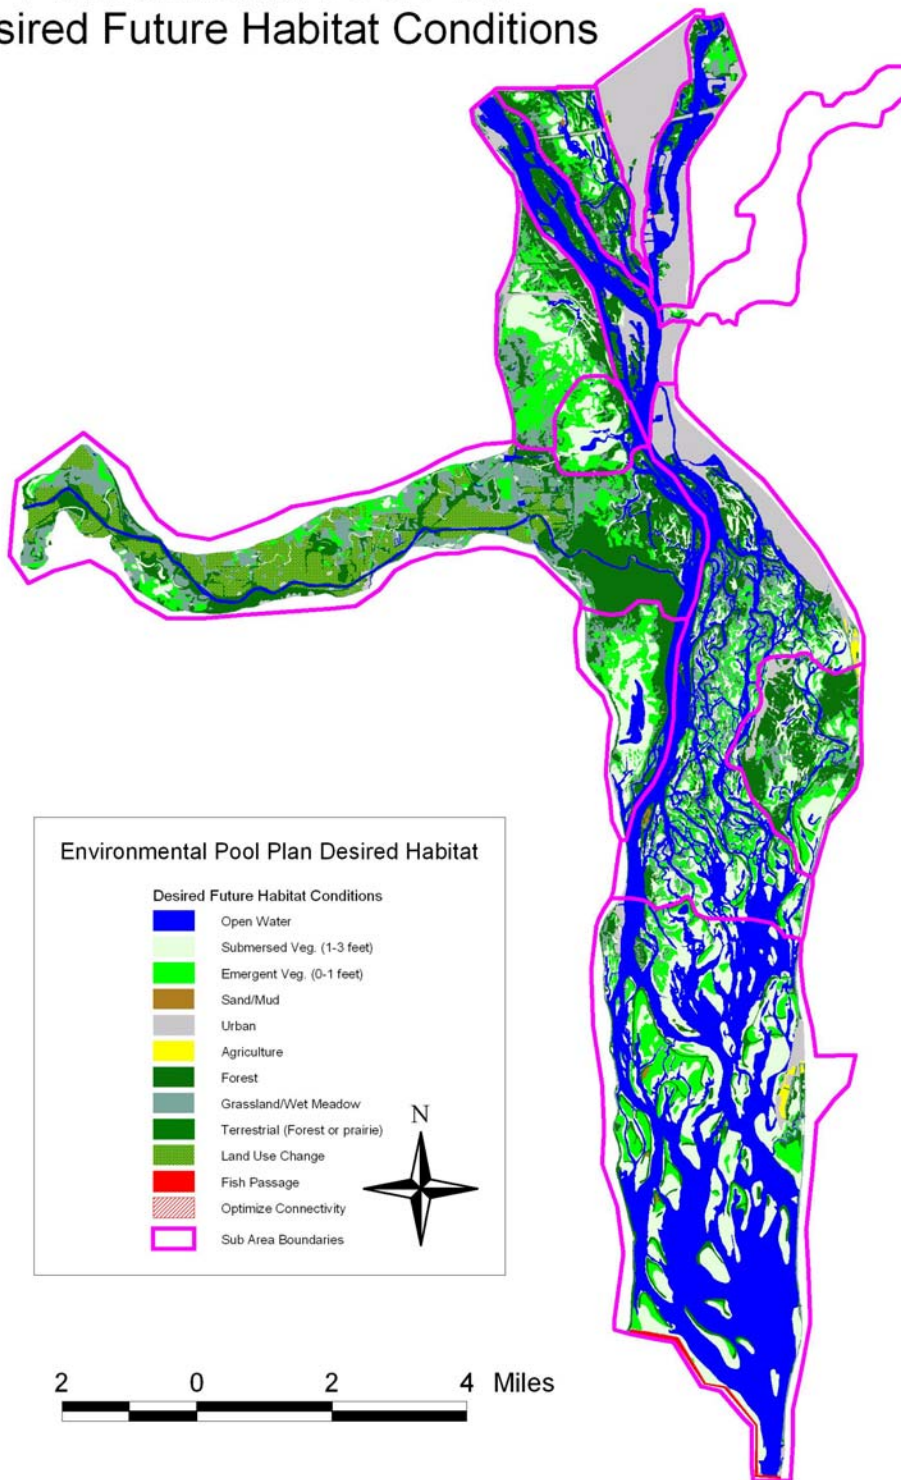 sired Future Habitat Conditions
Environmental Pool Plan Desired Habitat
Desired Future Habitat Conditions
Open Water
Submersed Veg. (1-3 feet)
Emergent Veg. (0-1 feet)
Sand/Mud
Urban
Agriculture
Forest
Grassland/Wet Meadow
Terrestrial (Forest or prairie)
Land Use Change
Fish Passage
Optimize Connectivity
Sub Area Boundaries
N
2 0 2 4 Miles